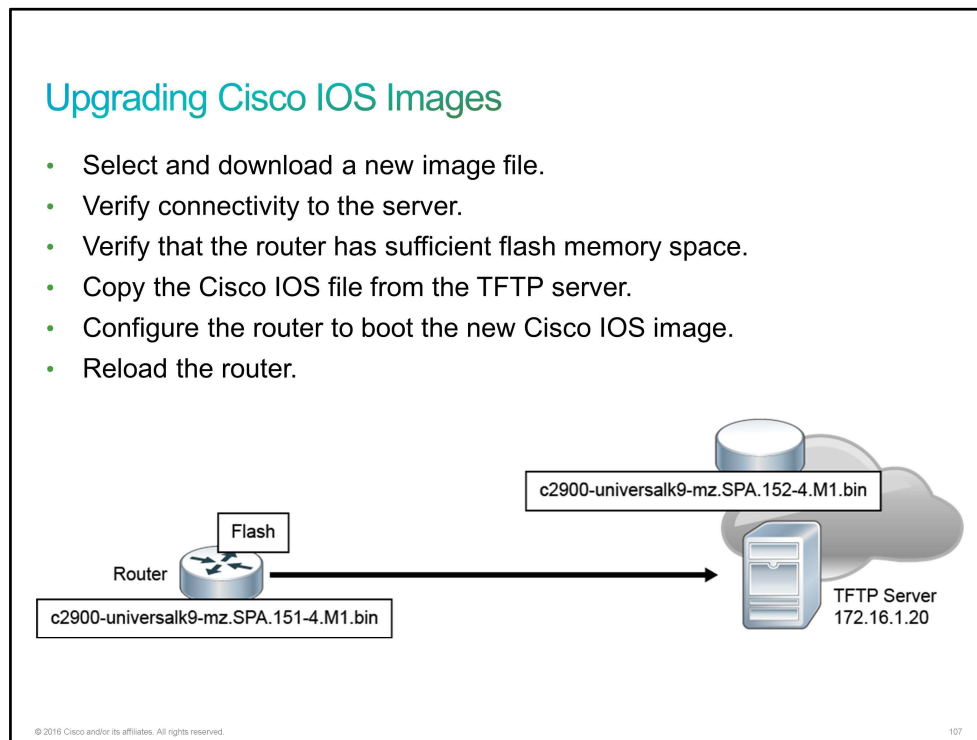 Upgrading Cisco IOS Images
• Select and download a new image file.
• Verify connectivity to the server.
• Verify that the router has sufficient flash memory space.
• Copy the Cisco IOS file from the TFTP server.
• Configure the router to boot the new Cisco IOS image.
• Reload the router.
c2900-universalk9-mz.SPA.152-4.M1.bin
Flash
Router
c2900-universalk9-mz.SPA.151-4.M1.bin
TFTP Server
172.16.1.20
© 2016 Cisco and/or its affiliates. All rights reserved.
107